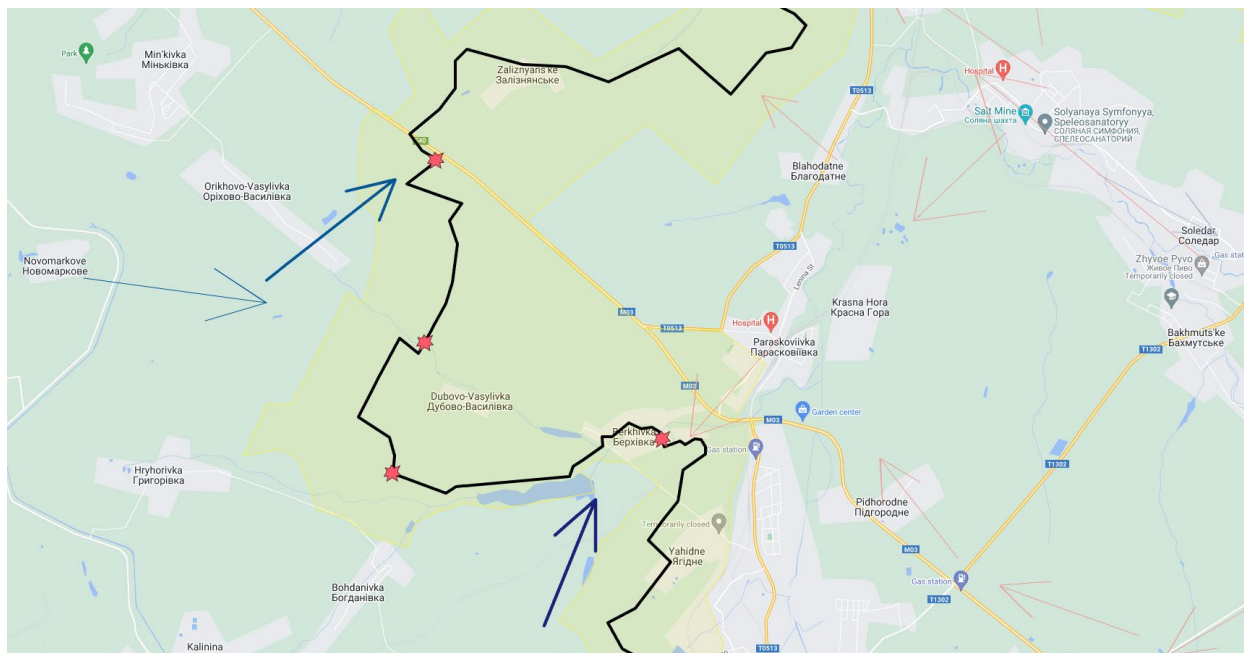 Park
Min'kivka
Міньківка
Zaliznyans'ke
Залізнянське
T0513
Hospital
Salt Mine
Соляна шахта
Solyanaya Symfonyya,
Speleosanatoryy
СОЛЯНАЯ СИМФОНИЯ,
СПЕЛЕОСАНАТОРИЙ
Orikhovo-Vasylivka
Оріхово-Василівка
Blahodatne
Благодатне
Soledar
Соледар
Gas station
T0513
Novomarkove
Новомаркове
Zhyvoe Pyvo
Живое Пиво
Temporarily closed
Lenina St
Krasna Hora
Красна Гора
M03
T0513
Hospital
Bakhmuts'ke
Бахмутське
Paraskoviivka
Парасковіївка
T1302
M03
Dubovo-Vasylivka
Дубово-Василівка
Garden center
M03
Berkhivka
Берхівка
Gas station
T1302
Hryhorivka
Григорівка
Pidhorodne
Підгородне
Temporarily closed
Yahidne
Ягідне
M03
Gas station
Bohdanivka
Богданівка
T1302
Kalinina
T0513